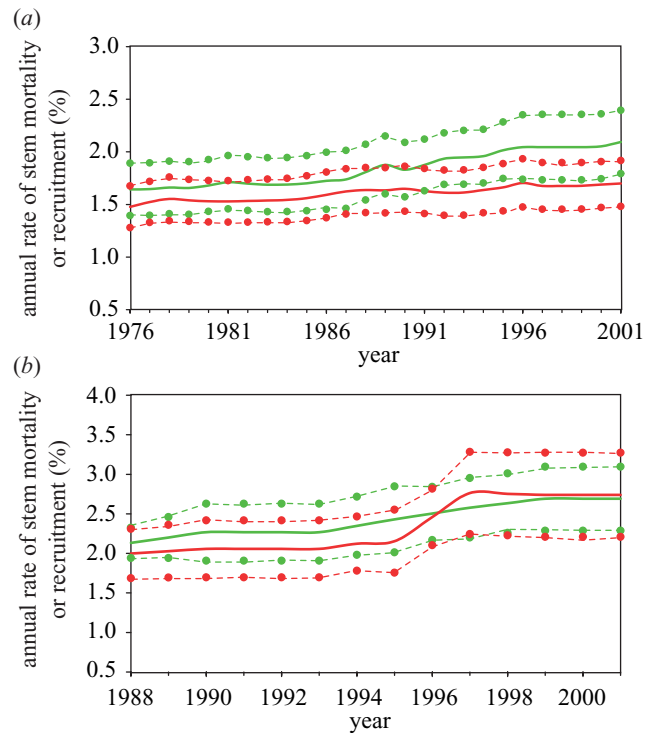 (a)
annual rate of stem mortality
or recruitment (%)
3.0
2.5
2.0
1.5
1.0
0.5
1976 1981 1986 1991 1996 2001
year
(b)
annual rate of stem mortality
or recruitment (%)
4.0
3.5
3.0
2.5
2.0
1.5
1.0
0.5
1988 1990 1992 1994 1996 1998 2000
year